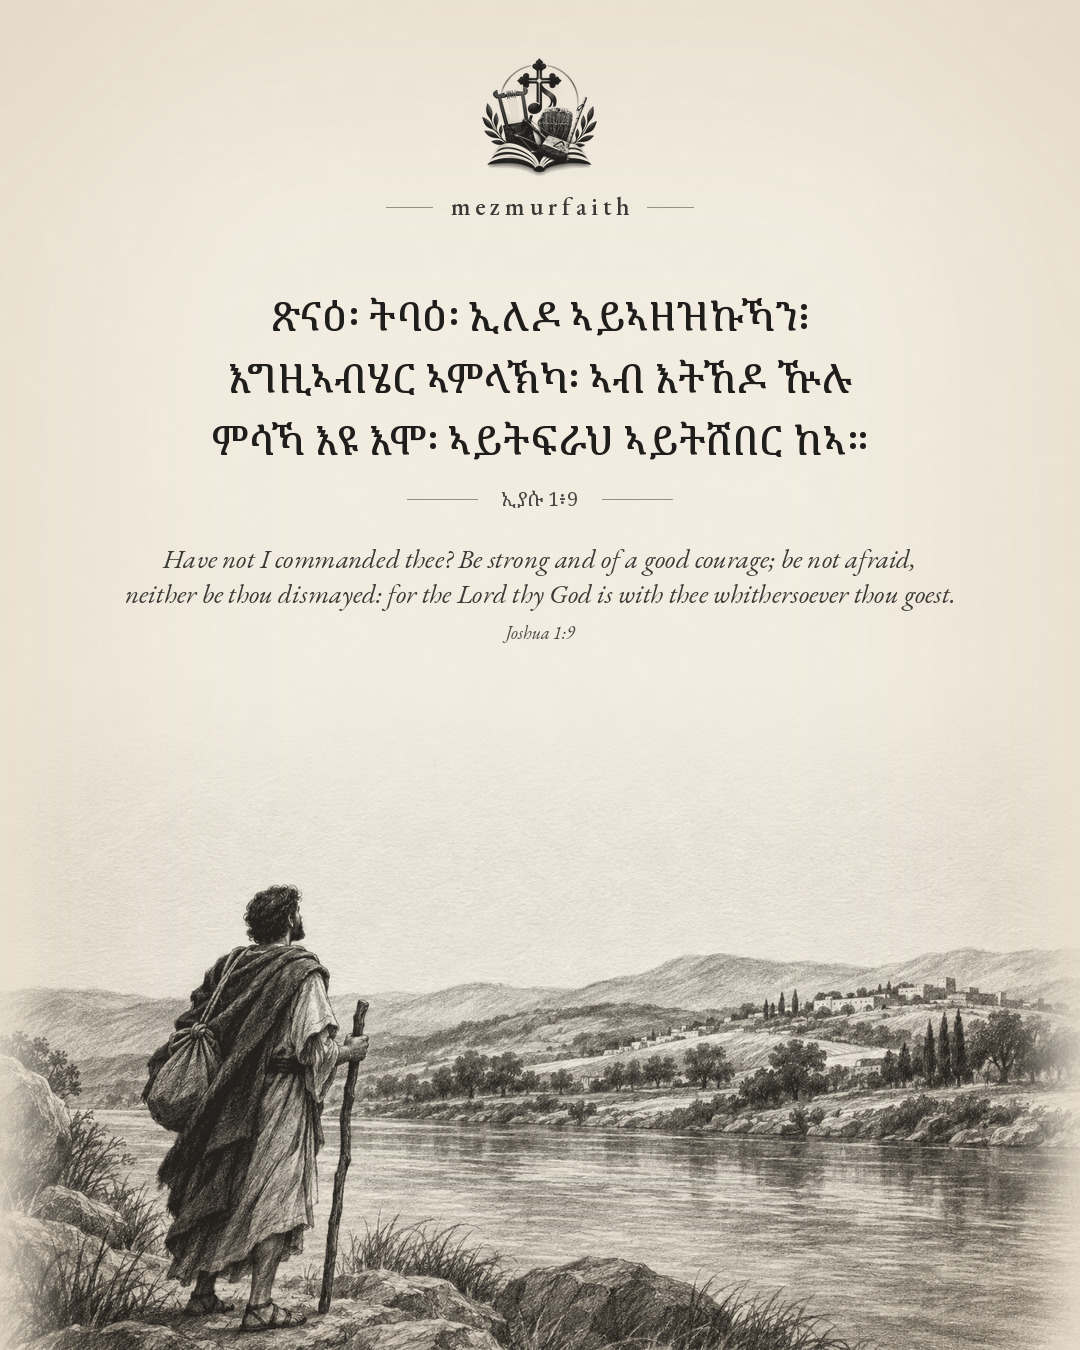 mezmurfaith
ጽናዕ፡ ትባዕ፡ ኢለዶ ኣይኣዘዝኩኻን፧
እግዚኣብሄር ኣምላኽካ፡ ኣብ እትኸዶ ዅሉ
ምሳኻ እዩ እሞ፡ ኣይትፍራህ ኣይትሸበር ከኣ።
ኢያሱ 1፥9
Have not I commanded thee? Be strong and of a good courage; be not afraid,
neither be thou dismayed: for the Lord thy God is with thee whithersoever thou goest.
Joshua 1:9